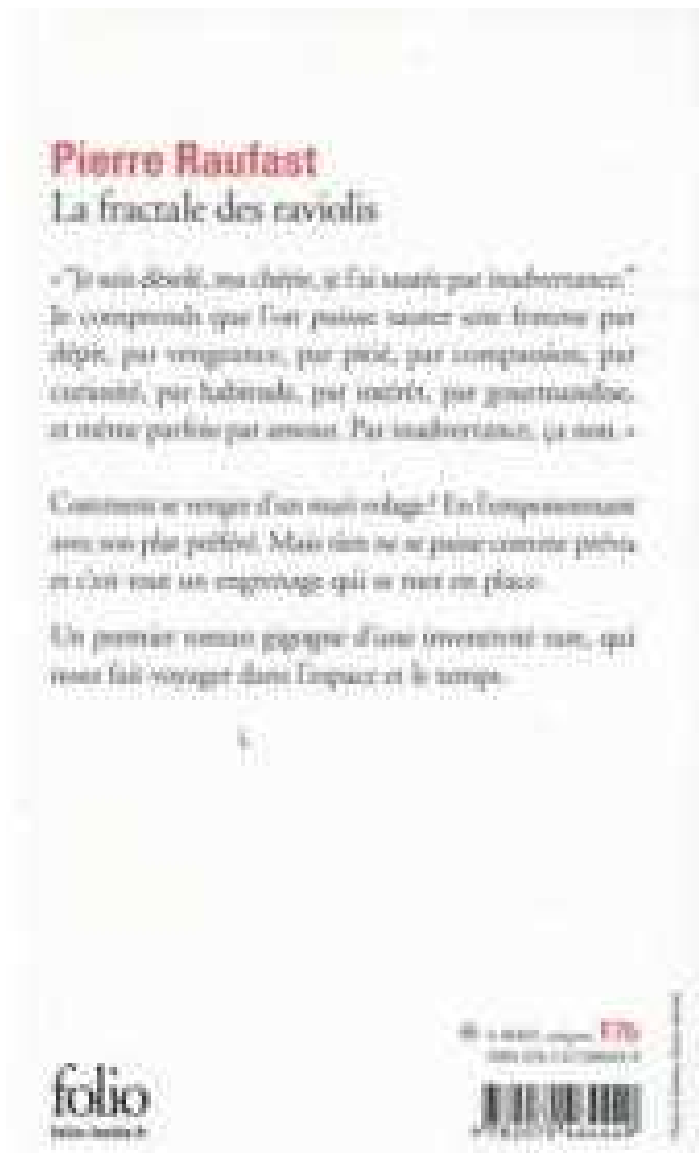 Pierre Raufast
La fractale des raviolis
« "Je suis désolé, ma chérie, je l'ai sautée par inadvertance."
Je comprends que l'on puisse sauter une femme par
dépit, par vengeance, par pitié, par compassion, par
curiosité, par habitude, par intérêt, par gourmandise,
et même parfois par amour. Par inadvertance, ça non. »
Comment se venger d'un mari volage ? En l'empoisonnant
avec son plat préféré. Mais rien ne se passe comme prévu
et c'est tout un engrenage qui se met en place.
Un premier roman gigogne d'une inventivité rare, qui
nous fait voyager dans l'espace et le temps.
folio